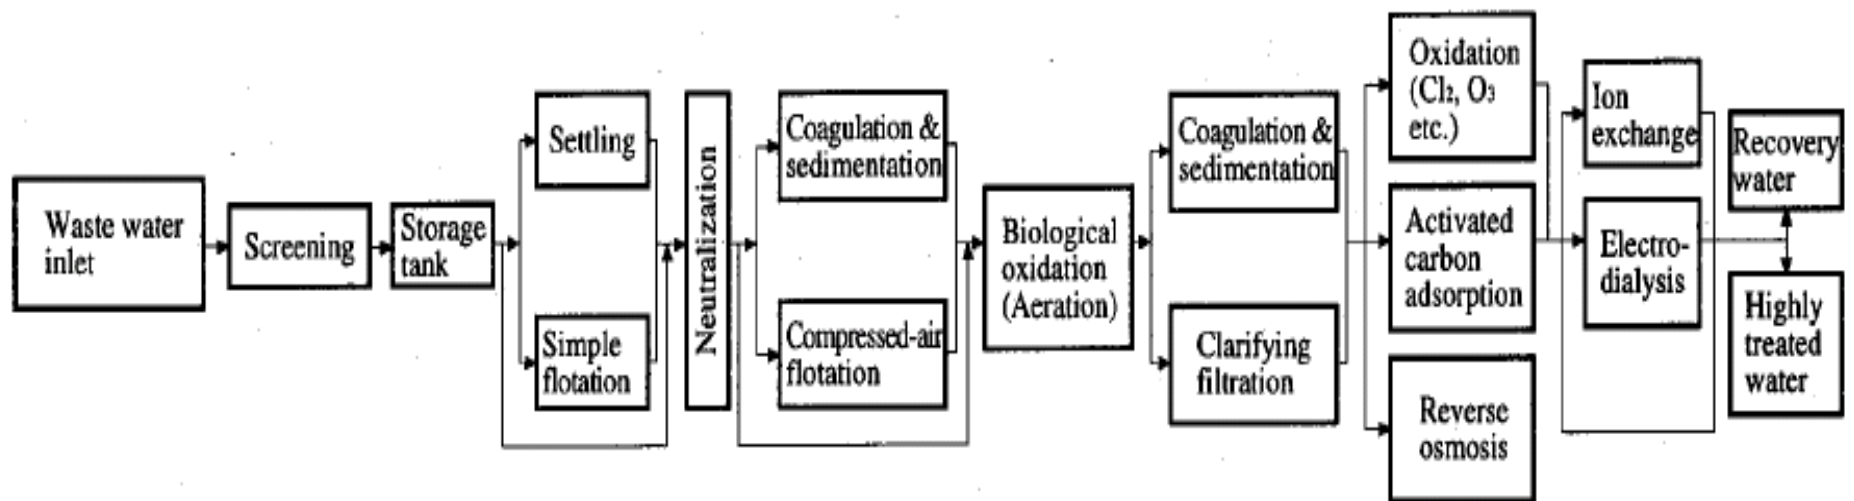 Waste water
inlet
Screening
Storage
tank
Settling
Simple
flotation
Neutralization
Coagulation &
sedimentation
Compressed-air
flotation
Biological
oxidation
(Aeration)
Coagulation &
sedimentation
Clarifying
filtration
Oxidation
(Cl₂, O₃
etc.)
Activated
carbon
adsorption
Reverse
osmosis
Ion
exchange
Electro-
dialysis
Recovery
water
Highly
treated
water